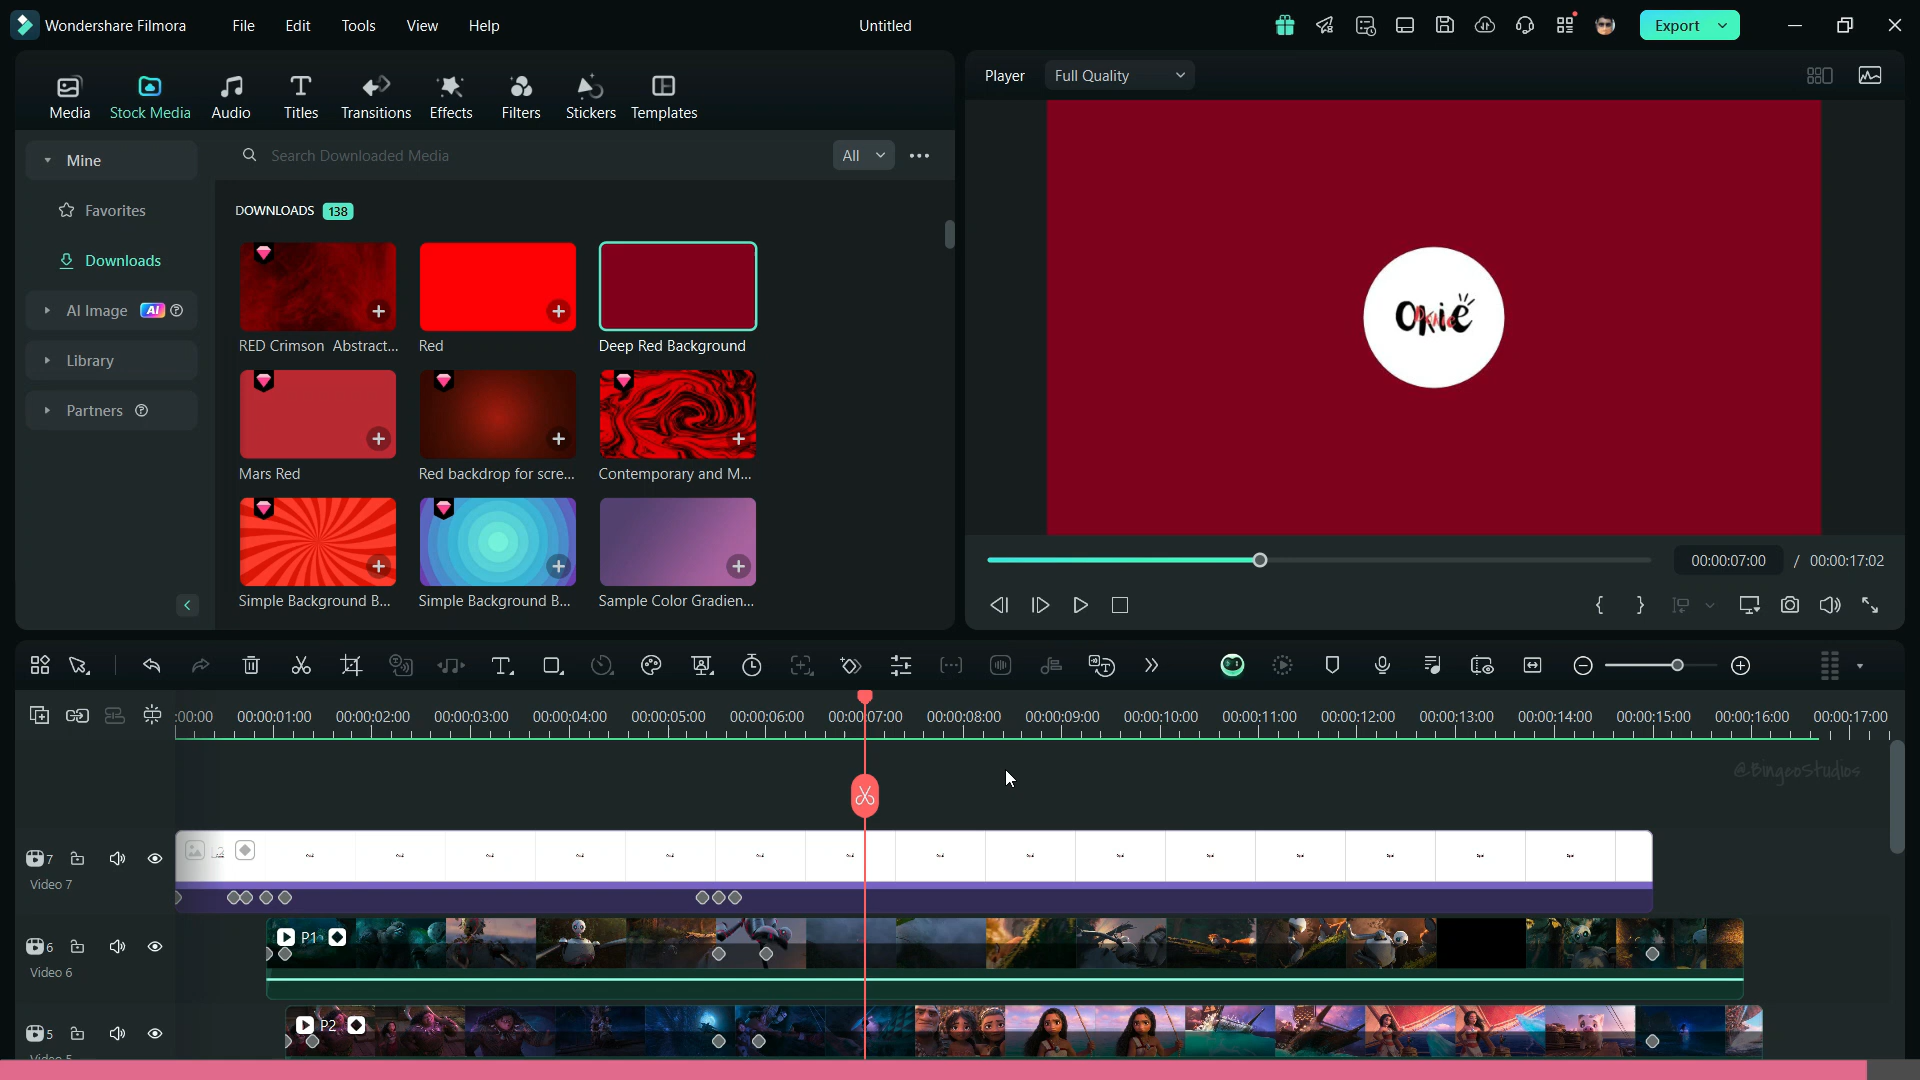 Wondershare Filmora
File
Edit
Tools
View
Help
Untitled
Export
Media
Stock Media
Audio
Titles
Transitions
Effects
Filters
Stickers
Templates
Player
Full Quality
Mine
Favorites
Downloads
AI Image
AI
Library
Partners
Search Downloaded Media
All
DOWNLOADS 138
RED Crimson Abstract...
Red
Deep Red Background
Mars Red
Red backdrop for scre...
Contemporary and M...
Simple Background B...
Simple Background B...
Sample Color Gradien...
00:00:07:00 / 00:00:17:02
:00:00
00:00:01:00
00:00:02:00
00:00:03:00
00:00:04:00
00:00:05:00
00:00:06:00
00:00:07:00
00:00:08:00
00:00:09:00
00:00:10:00
00:00:11:00
00:00:12:00
00:00:13:00
00:00:14:00
00:00:15:00
00:00:16:00
00:00:17:00
@BingeoStudios
7
Video 7
6
Video 6
P1
5
Video 5
P2